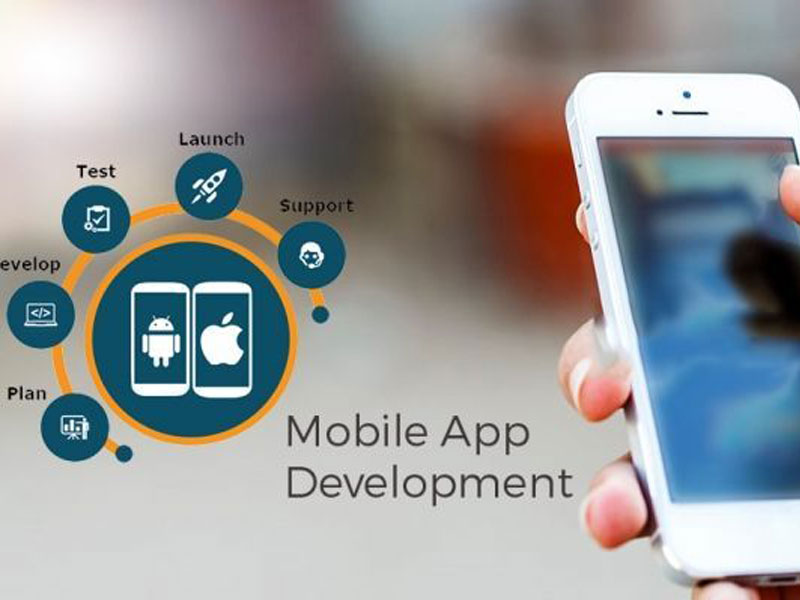 Launch
Test
Support
evelop
Plan
</>
Mobile App
Development